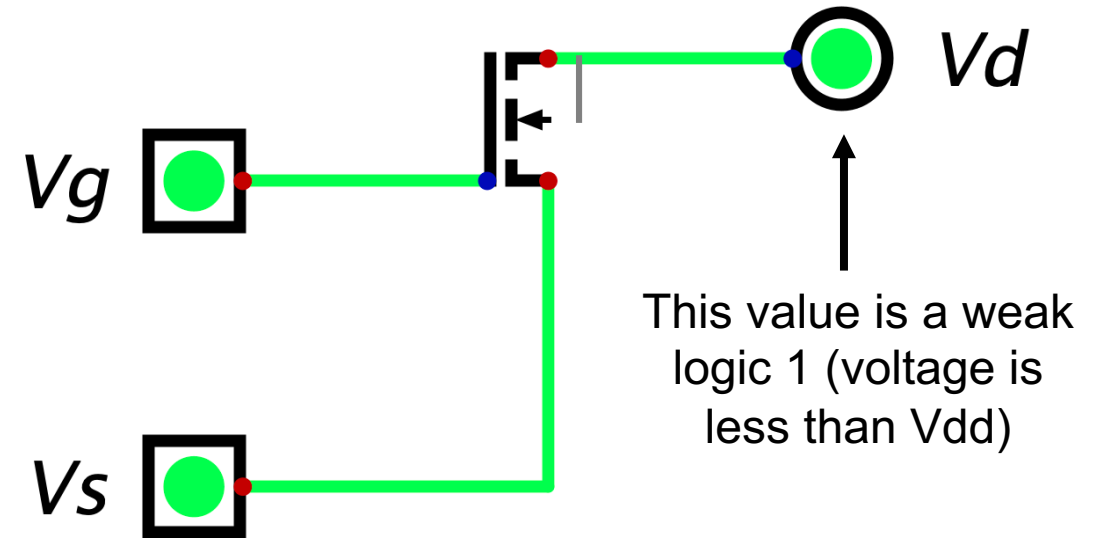 Vd
Vg
This value is a weak
logic 1 (voltage is
less than Vdd)
Vs